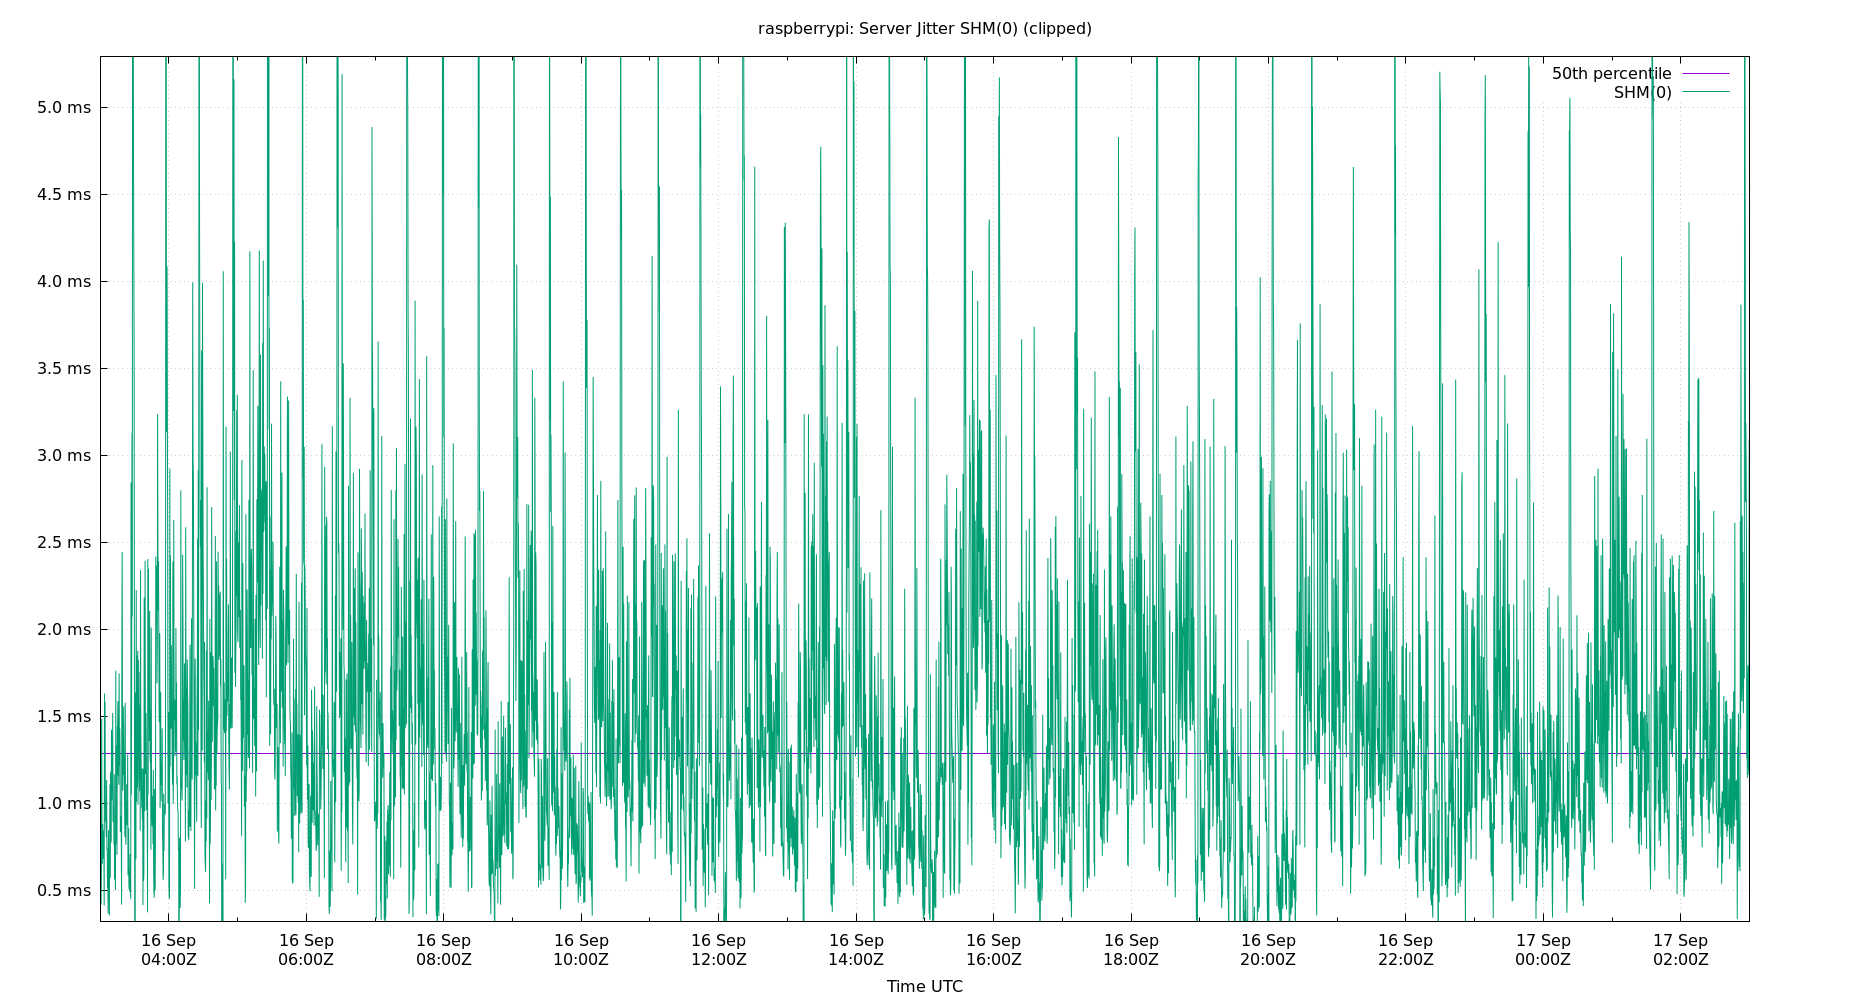 raspberrypi: Server Jitter SHM(0) (clipped)
50th percentile
SHM(0)
5.0 ms
4.5 ms
4.0 ms
3.5 ms
3.0 ms
2.5 ms
2.0 ms
1.5 ms
1.0 ms
0.5 ms
16 Sep 16 Sep 16 Sep 16 Sep 16 Sep 16 Sep 16 Sep 16 Sep 16 Sep 16 Sep 17 Sep 17 Sep
04:00Z 06:00Z 08:00Z 10:00Z 12:00Z 14:00Z 16:00Z 18:00Z 20:00Z 22:00Z 00:00Z 02:00Z
Time UTC